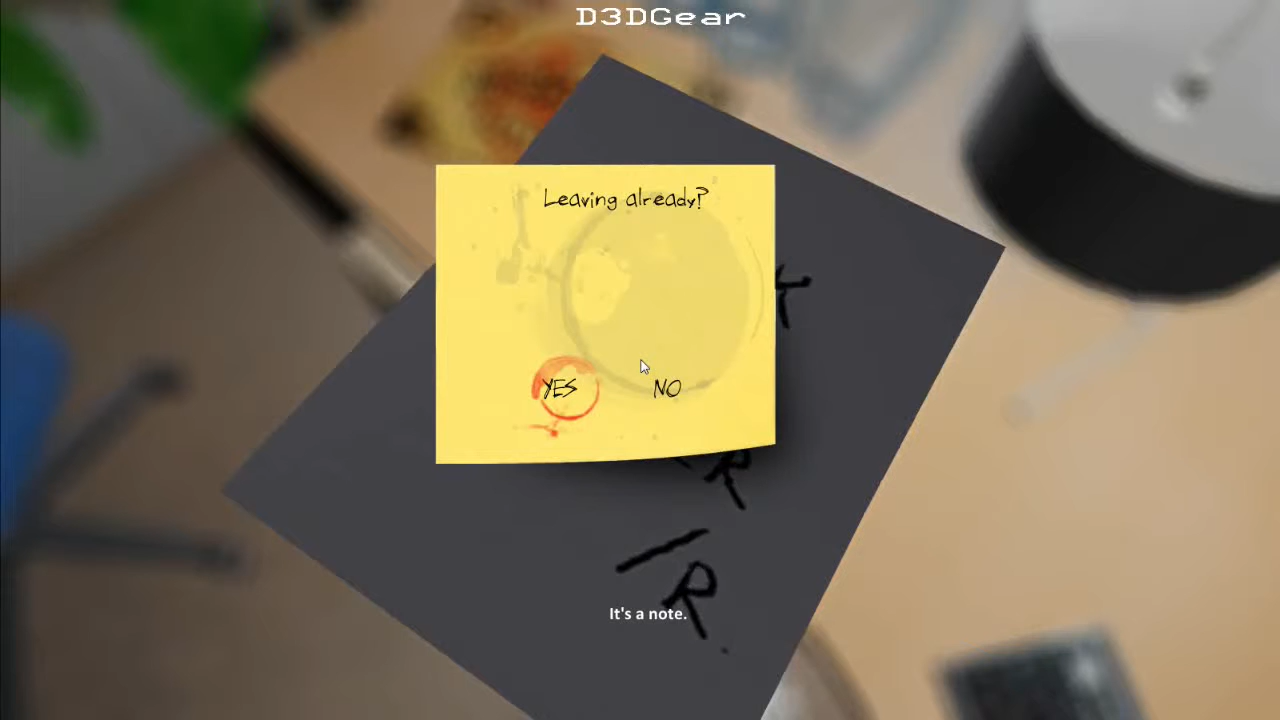 D3DGear
Leaving already?
YES NO
R
R.
It's a note.